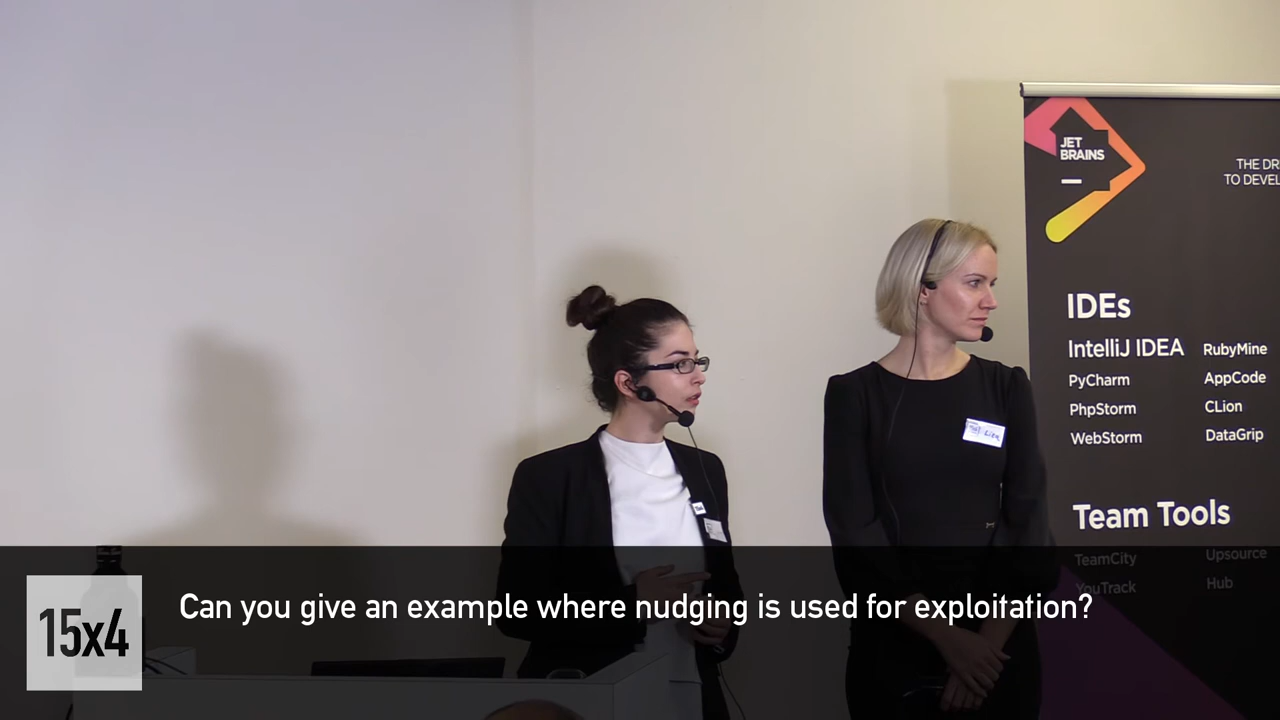 JET
BRAINS
THE DR
TO DEVEL
IDEs
IntelliJ IDEA
RubyMine
PyCharm
AppCode
PhpStorm
CLion
WebStorm
DataGrip
Team Tools
TeamCity
Upsource
YouTrack
Hub
15x4
Can you give an example where nudging is used for exploitation?